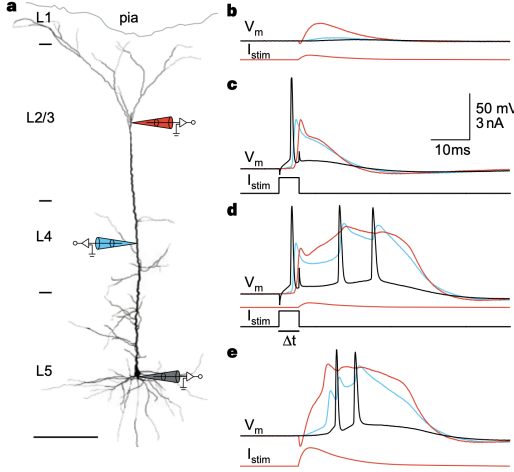 a
L1
pia
L2/3
L4
L5
b
Vm
Istim
c
50 mV
3 nA
10ms
Vm
Istim
d
Vm
Istim
Δt
e
Vm
Istim